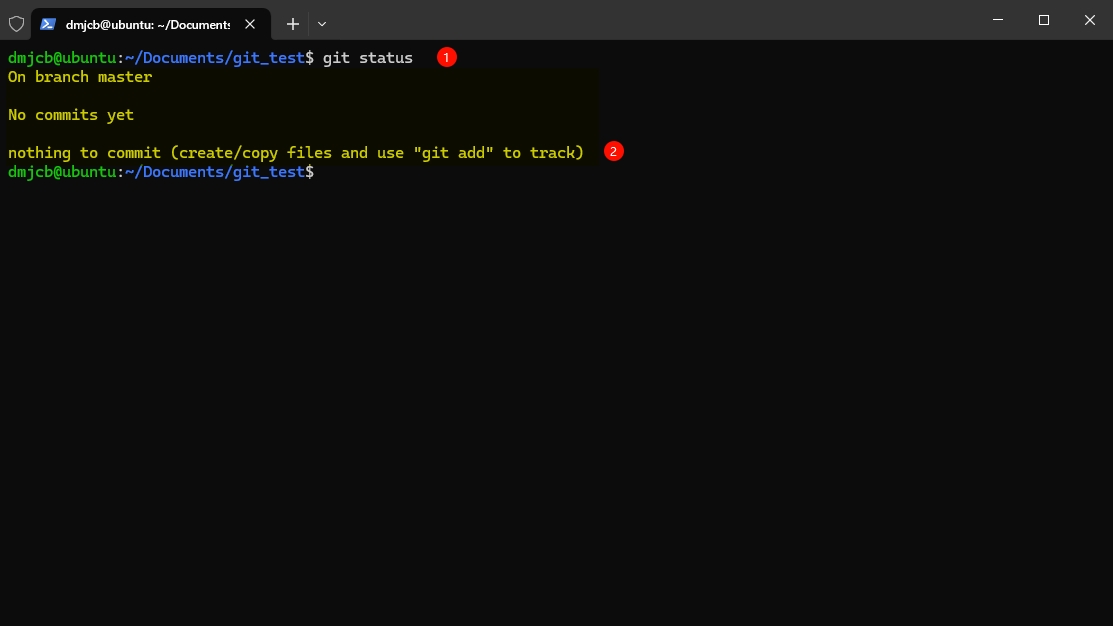 dmjcb@ubuntu: ~/Documents
dmjcb@ubuntu:~/Documents/git_test$ git status 1
On branch master
No commits yet
nothing to commit (create/copy files and use "git add" to track) 2
dmjcb@ubuntu:~/Documents/git_test$